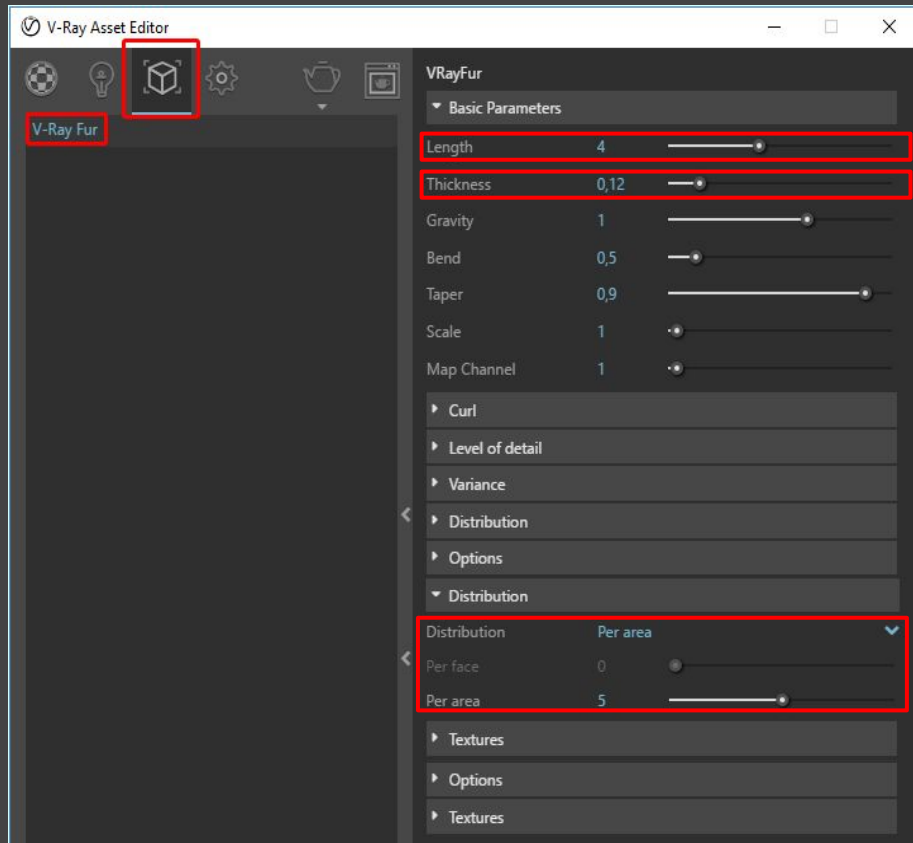 V-Ray Asset Editor
V-Ray Fur
VRayFur
Basic Parameters
Length 4
Thickness 0,12
Gravity 1
Bend 0,5
Taper 0,9
Scale 1
Map Channel 1
Curl
Level of detail
Variance
Distribution
Options
Distribution
Distribution Per area
Per face 0
Per area 5
Textures
Options
Textures